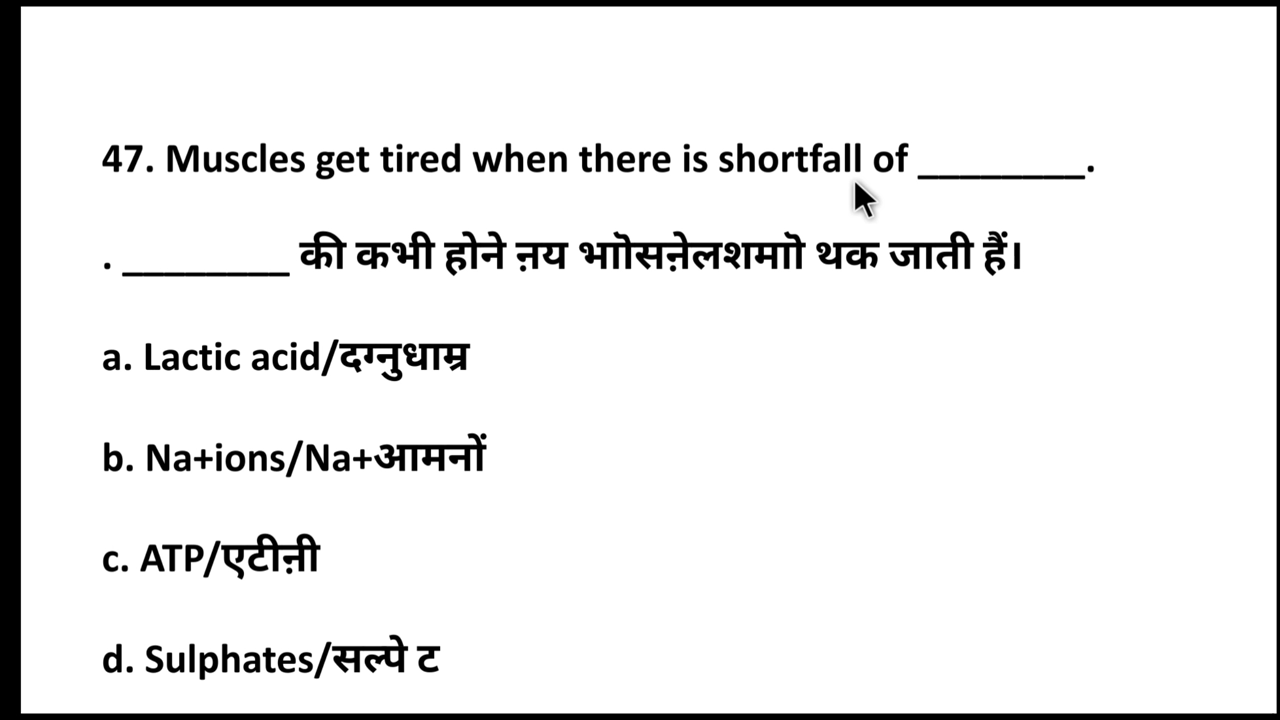 47. Muscles get tired when there is shortfall of ________.
. ________ की कभी होने ऩय भाॊसऩेलशमाॊ थक जाती हैं।
a. Lactic acid/दग्नुधाम्र
b. Na+ions/Na+आमनों
c. ATP/एटीऩी
d. Sulphates/सल्पे ट